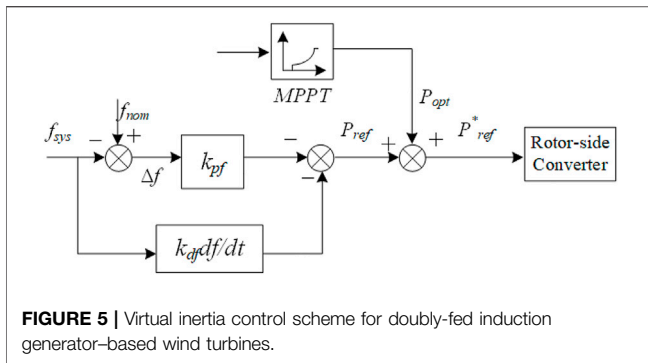 MPPT
P_opt
f_nom
f_sys
− +
Δf
k_pf
−
−
P_ref
+
+
P*_ref
Rotor-side
Converter
k_df df/dt
FIGURE 5 | Virtual inertia control scheme for doubly-fed induction
generator–based wind turbines.